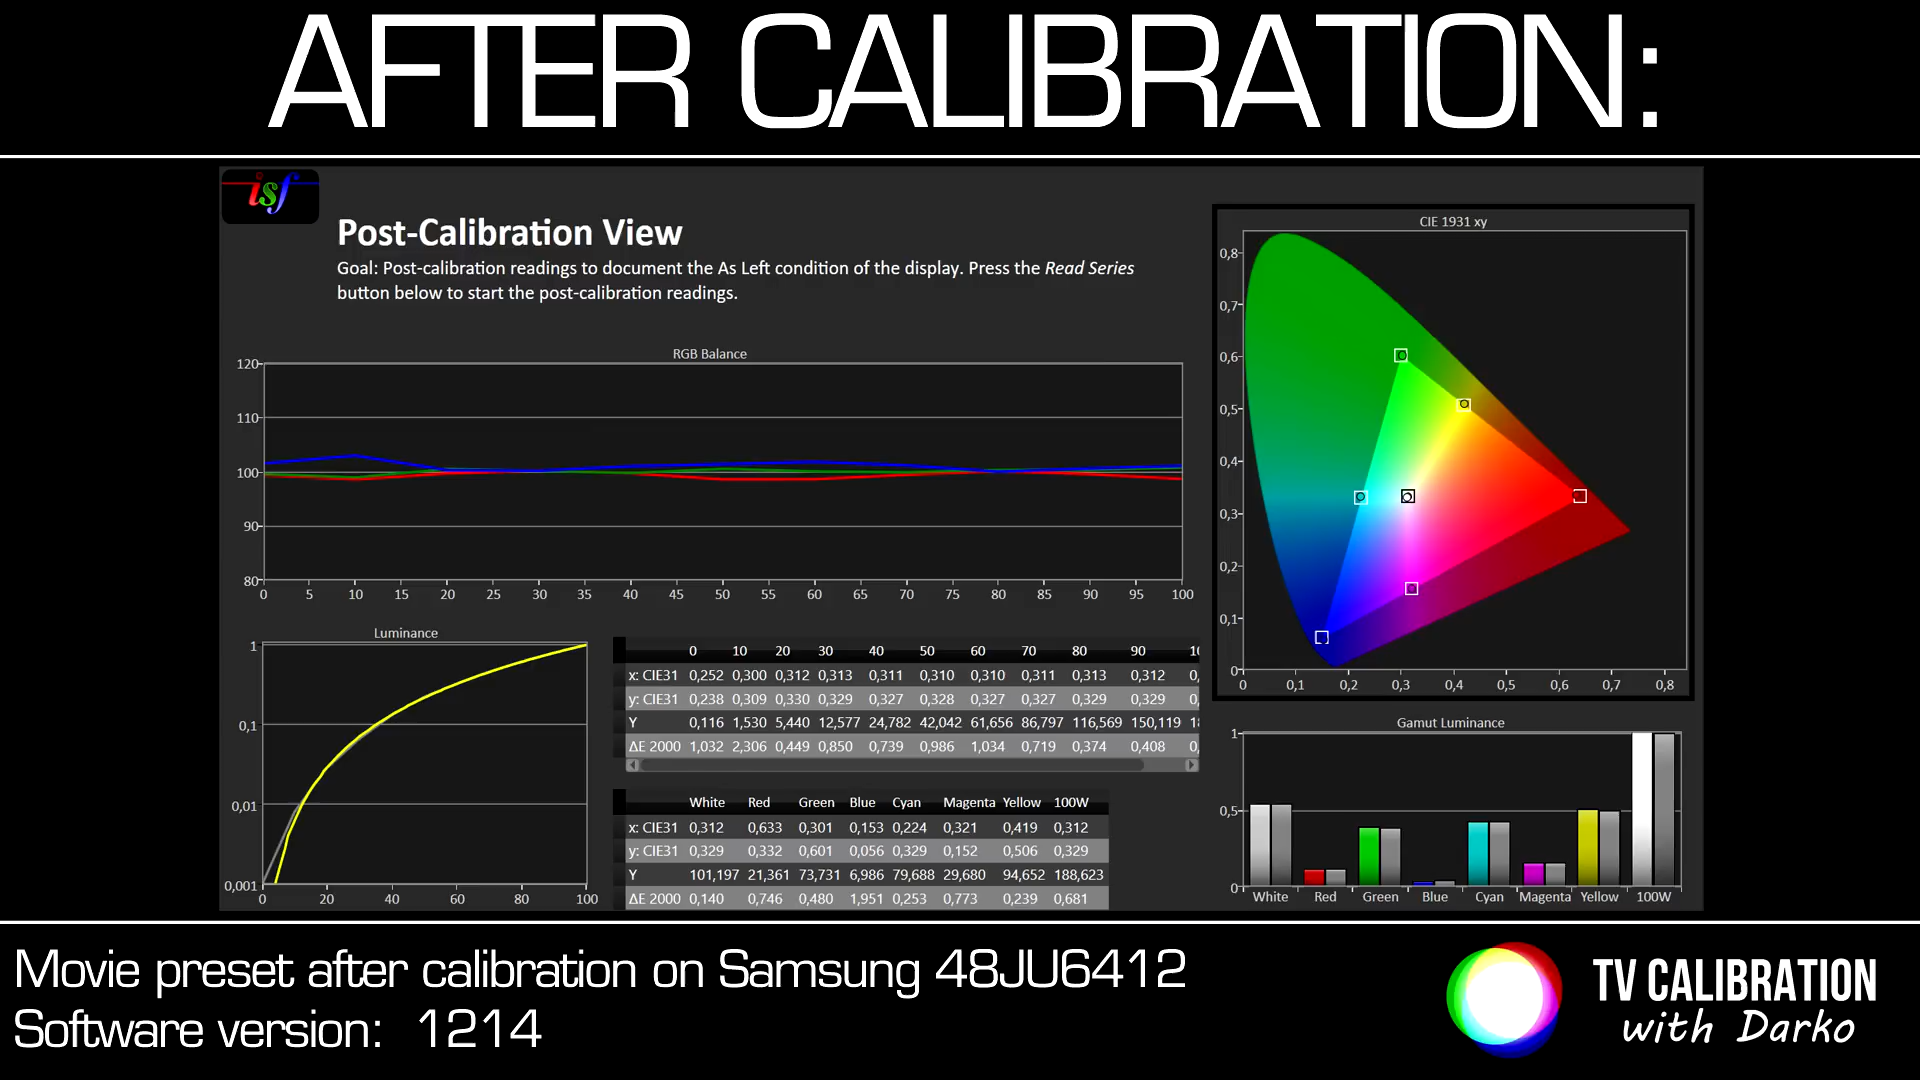 AFTER CALIBRATION:
isf
Post-Calibration View
Goal: Post-calibration readings to document the As Left condition of the display. Press the Read Series
button below to start the post-calibration readings.
RGB Balance
120
110
100
90
80
0 5 10 15 20 25 30 35 40 45 50 55 60 65 70 75 80 85 90 95 100
Luminance
1
0,1
0,01
0,001
0 20 40 60 80 100
0 10 20 30 40 50 60 70 80 90 10
x: CIE31 0,252 0,300 0,312 0,313 0,311 0,310 0,310 0,311 0,313 0,312 0,
y: CIE31 0,238 0,309 0,330 0,329 0,327 0,328 0,327 0,327 0,329 0,329 0,
Y 0,116 1,530 5,440 12,577 24,782 42,042 61,656 86,797 116,569 150,119 18
ΔE 2000 1,032 2,306 0,449 0,850 0,739 0,986 1,034 0,719 0,374 0,408 0,
White Red Green Blue Cyan Magenta Yellow 100W
x: CIE31 0,312 0,633 0,301 0,153 0,224 0,321 0,419 0,312
y: CIE31 0,329 0,332 0,601 0,056 0,329 0,152 0,506 0,329
Y 101,197 21,361 73,731 6,986 79,688 29,680 94,652 188,623
ΔE 2000 0,140 0,746 0,480 1,951 0,253 0,773 0,239 0,681
CIE 1931 xy
0,8
0,7
0,6
0,5
0,4
0,3
0,2
0,1
0
0 0,1 0,2 0,3 0,4 0,5 0,6 0,7 0,8
Gamut Luminance
1
0,5
0
White Red Green Blue Cyan Magenta Yellow 100W
Movie preset after calibration on Samsung 48JU6412
Software version: 1214
TV CALIBRATION
with Darko